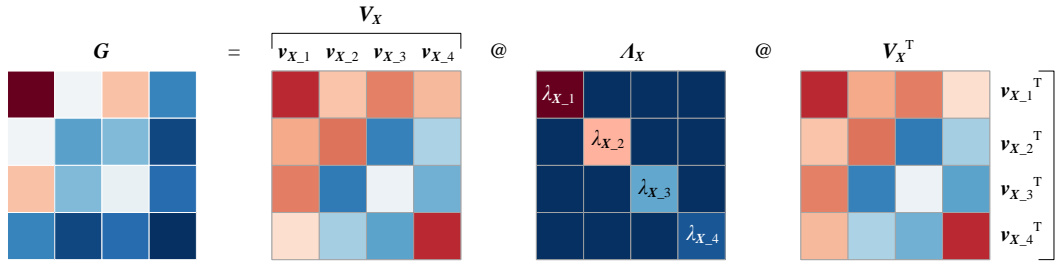 V_X
G = v_X_1 v_X_2 v_X_3 v_X_4 @ Λ_X @ V_X^T
λ_X_1 v_X_1^T
λ_X_2 v_X_2^T
λ_X_3 v_X_3^T
λ_X_4 v_X_4^T